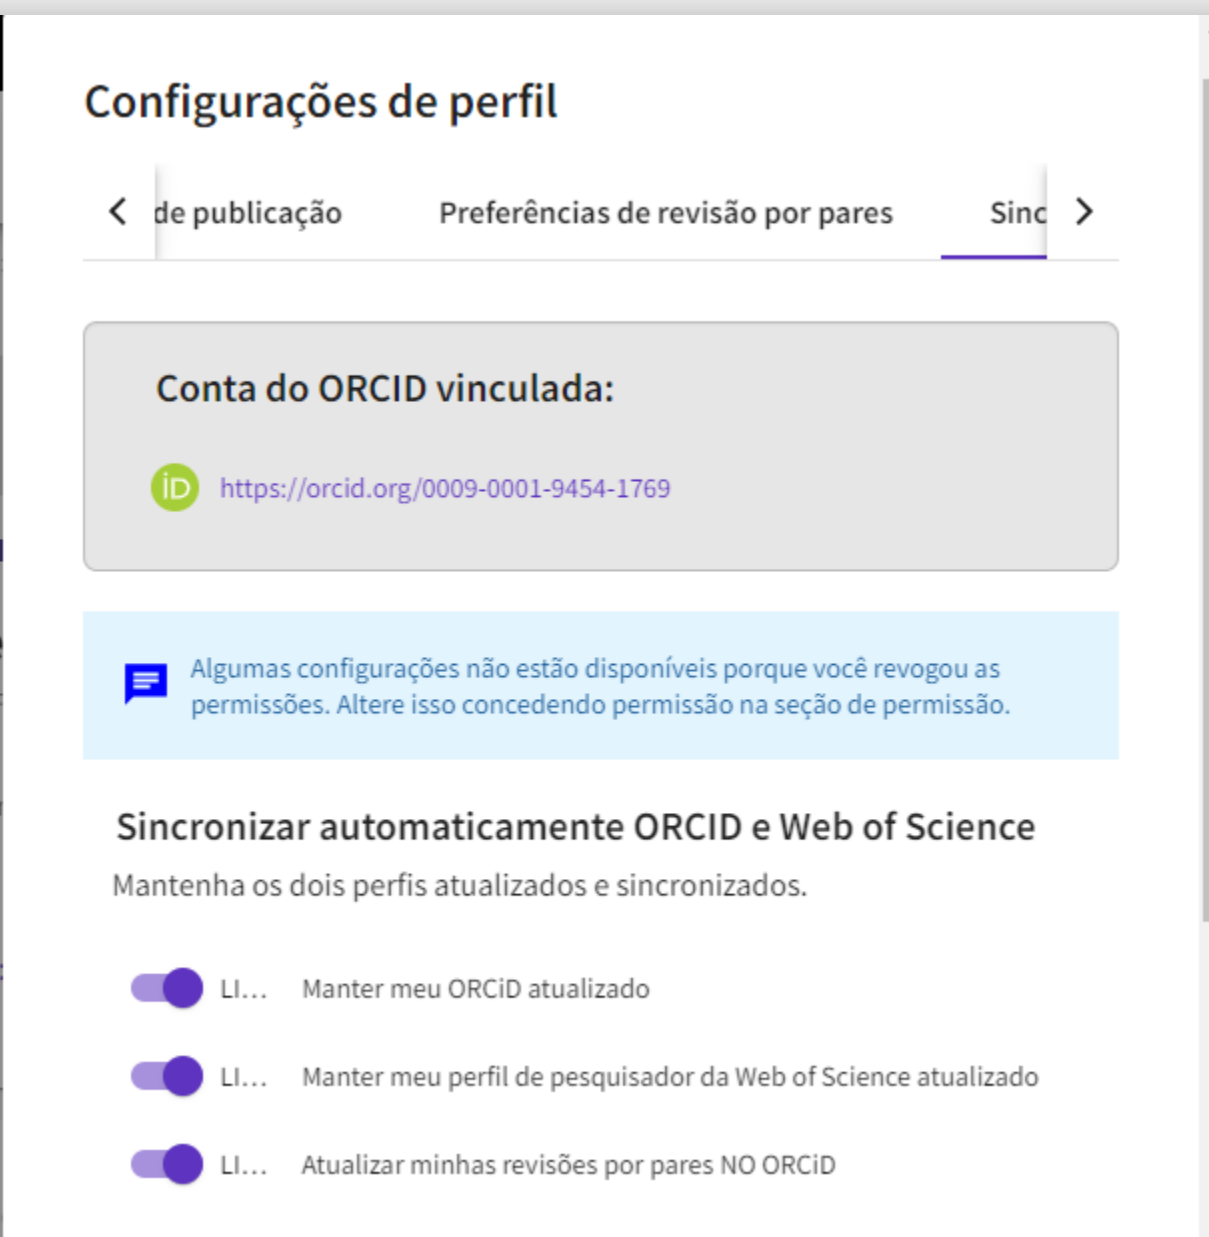 Configurações de perfil
de publicação Preferências de revisão por pares Sinc
Conta do ORCID vinculada:
iD https://orcid.org/0009-0001-9454-1769
Algumas configurações não estão disponíveis porque você revogou as
permissões. Altere isso concedendo permissão na seção de permissão.
Sincronizar automaticamente ORCID e Web of Science
Mantenha os dois perfis atualizados e sincronizados.
LI... Manter meu ORCiD atualizado
LI... Manter meu perfil de pesquisador da Web of Science atualizado
LI... Atualizar minhas revisões por pares NO ORCiD